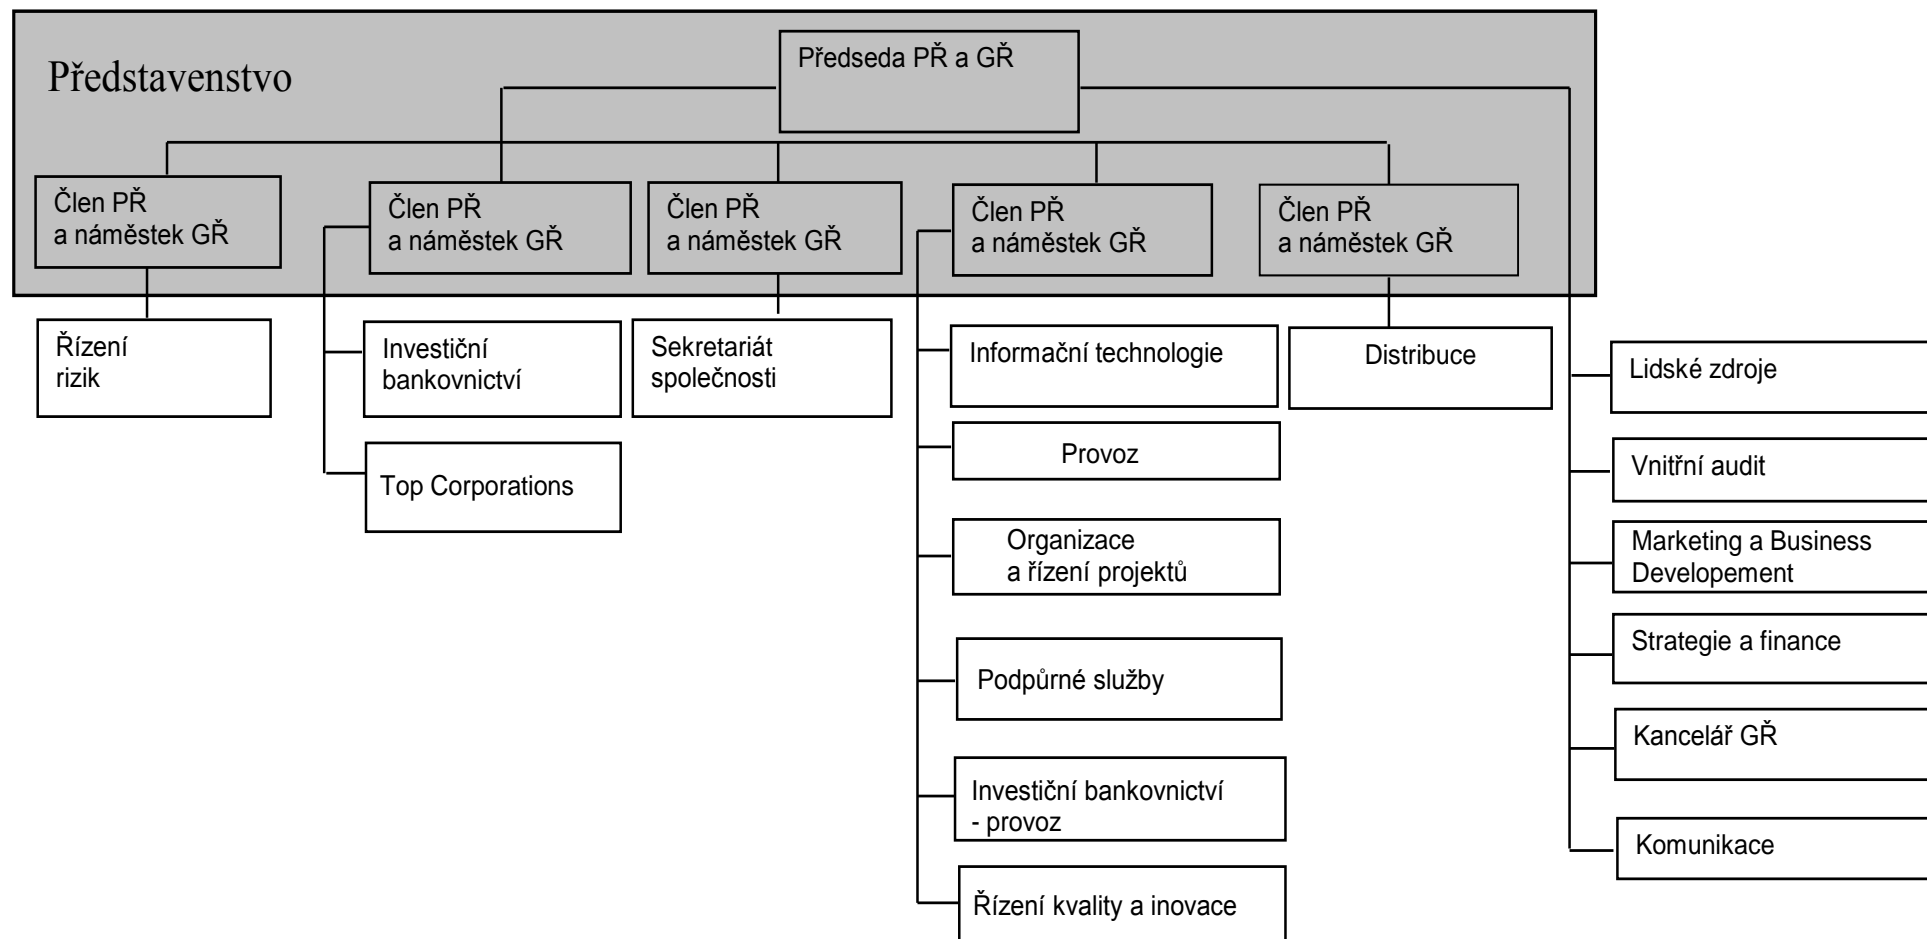 Představenstvo
Předseda PŘ a GŘ
Člen PŘ
a náměstek GŘ
Člen PŘ
a náměstek GŘ
Člen PŘ
a náměstek GŘ
Člen PŘ
a náměstek GŘ
Člen PŘ
a náměstek GŘ
Řízení
rizik
Investiční
bankovnictví
Top Corporations
Sekretariát
společnosti
Informační technologie
Provoz
Organizace
a řízení projektů
Podpůrné služby
Investiční bankovnictví
- provoz
Řízení kvality a inovace
Distribuce
Lidské zdroje
Vnitřní audit
Marketing a Business
Developement
Strategie a finance
Kancelář GŘ
Komunikace